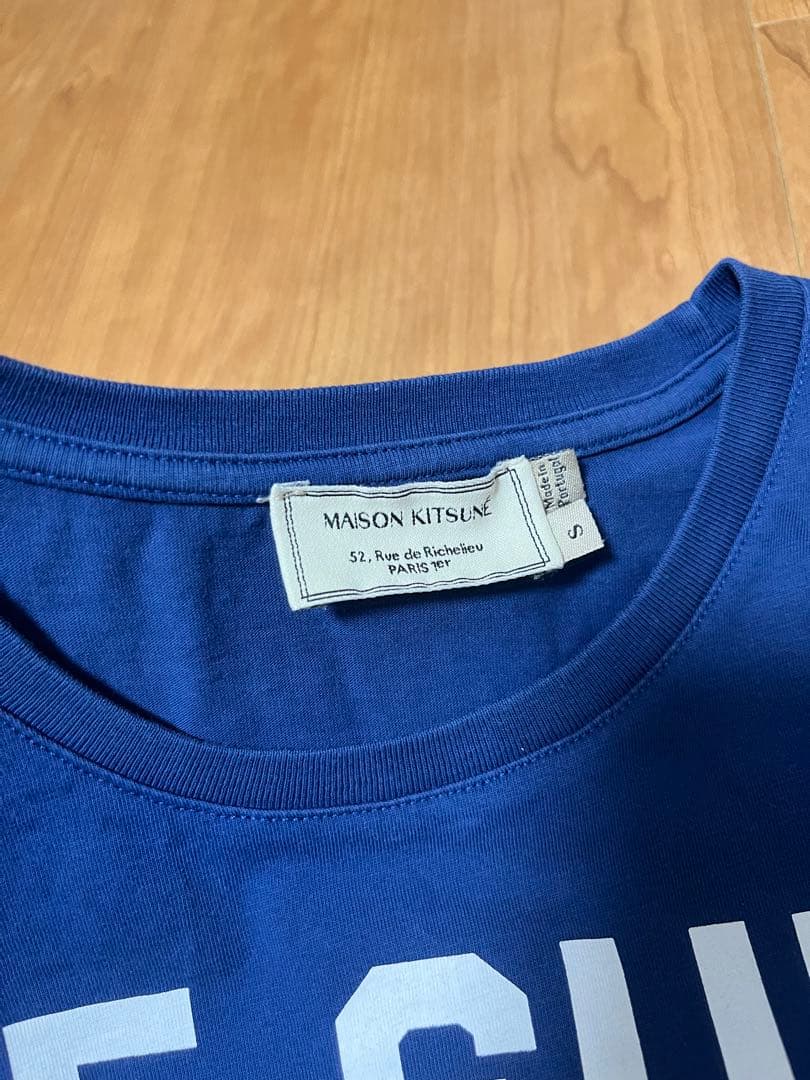 MAISON KITSUNÉ
52, Rue de Richelieu
PARIS 1er
Made in
Portugal
S